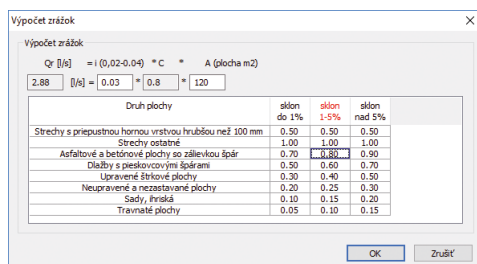 Výpočet zrážok
Výpočet zrážok
Qr [l/s] = i (0,02-0.04) * C * A (plocha m2)
2.88 [l/s] = 0.03 * 0.8 * 120
Druh plochy sklon do 1% sklon 1-5% sklon nad 5%
Strechy s priepustnou hornou vrstvou hrubšou než 100 mm 0.50 0.50 0.50
Strechy ostatné 1.00 1.00 1.00
Asfaltové a betónové plochy so zálievkou špár 0.70 0.80 0.90
Dlažby s pieskovcovými špárami 0.50 0.60 0.70
Upravené štrkové plochy 0.30 0.40 0.50
Neupravené a nezastavané plochy 0.20 0.25 0.30
Sady, ihriská 0.10 0.15 0.20
Travnaté plochy 0.05 0.10 0.15
OK Zrušiť